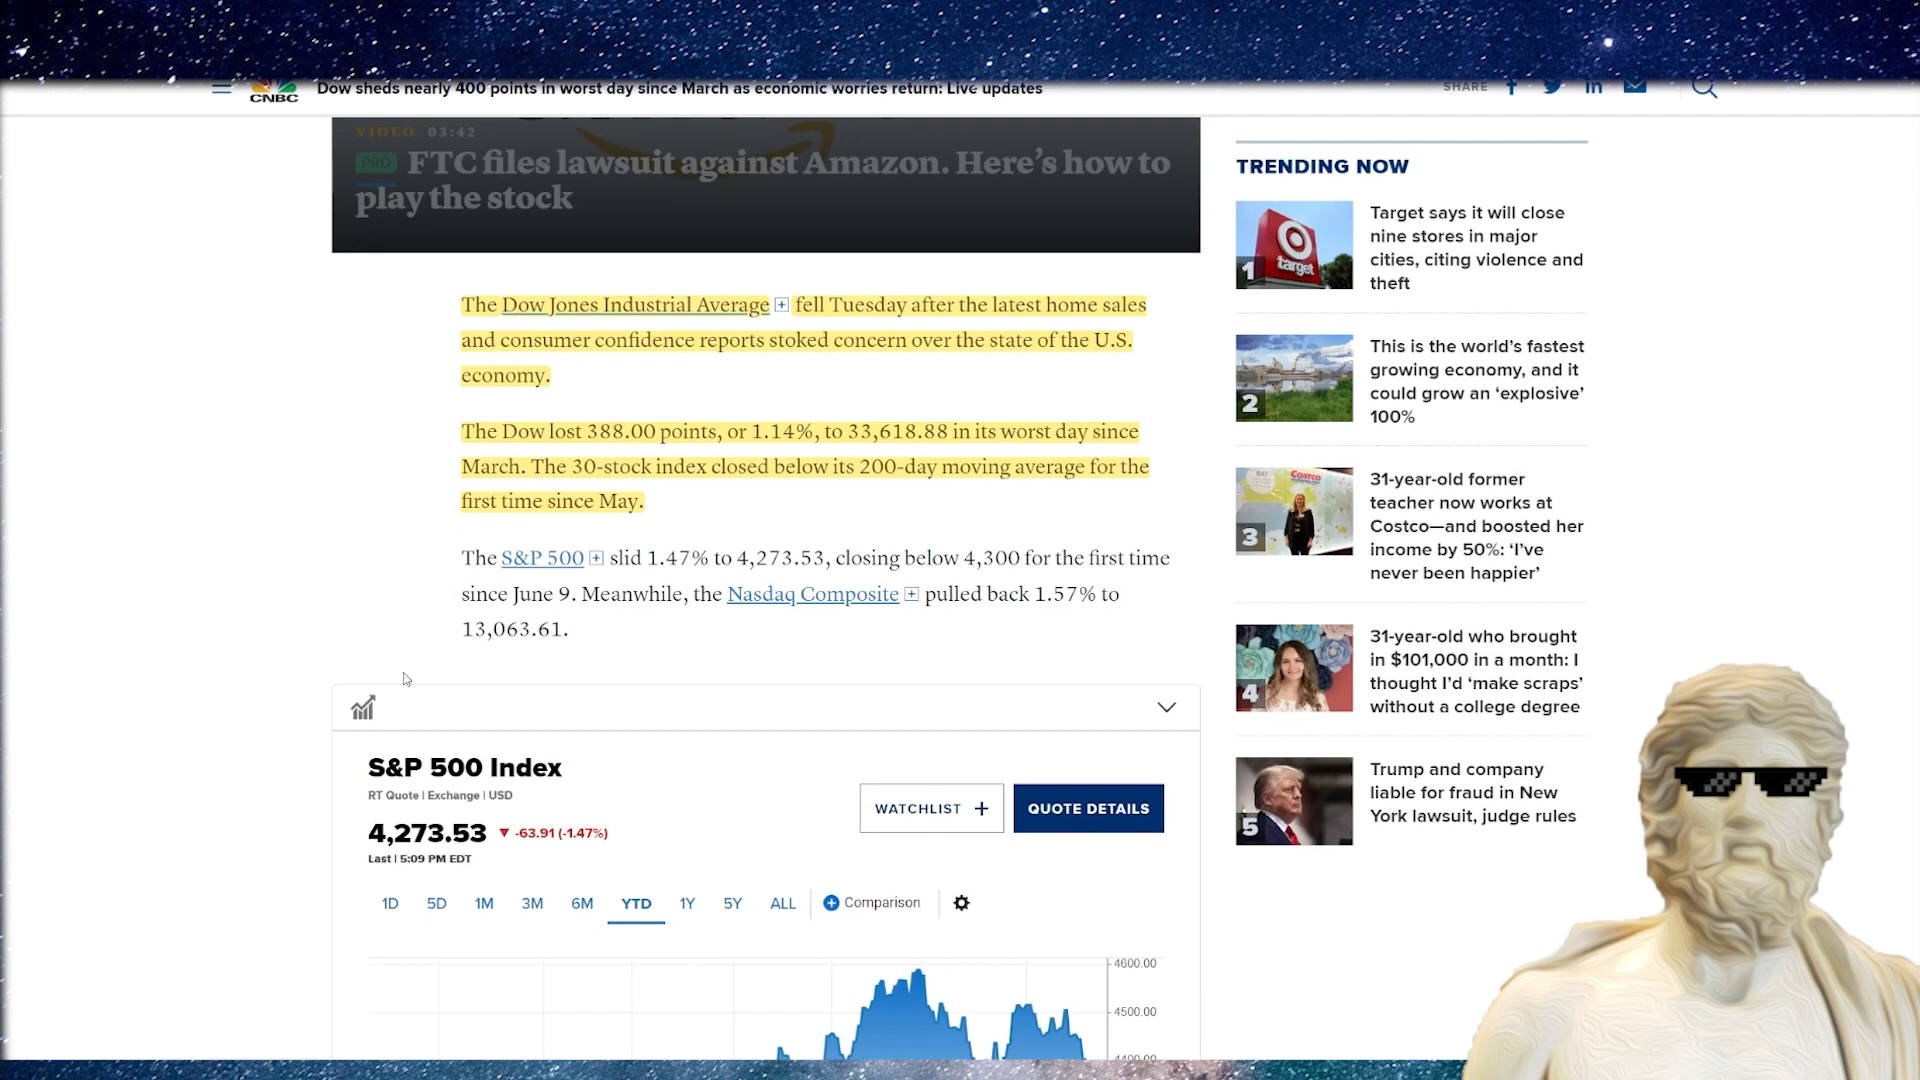 CNBC
Dow sheds nearly 400 points in worst day since March as economic worries return: Live updates
SHARE
VIDEO 03:42
PRO FTC files lawsuit against Amazon. Here’s how to
play the stock
The Dow Jones Industrial Average fell Tuesday after the latest home sales
and consumer confidence reports stoked concern over the state of the U.S.
economy.
The Dow lost 388.00 points, or 1.14%, to 33,618.88 in its worst day since
March. The 30-stock index closed below its 200-day moving average for the
first time since May.
The S&P 500 slid 1.47% to 4,273.53, closing below 4,300 for the first time
since June 9. Meanwhile, the Nasdaq Composite pulled back 1.57% to
13,063.61.
S&P 500 Index
RT Quote | Exchange | USD
4,273.53 ▼ -63.91 (-1.47%)
Last | 5:09 PM EDT
WATCHLIST +
QUOTE DETAILS
1D 5D 1M 3M 6M YTD 1Y 5Y ALL Comparison
4600.00
4500.00
4400.00
TRENDING NOW
1
target
Target says it will close
nine stores in major
cities, citing violence and
theft
2
This is the world’s fastest
growing economy, and it
could grow an ‘explosive’
100%
3
Costco
31-year-old former
teacher now works at
Costco—and boosted her
income by 50%: ‘I’ve
never been happier’
4
31-year-old who brought
in $101,000 in a month: I
thought I’d ‘make scraps’
without a college degree
5
Trump and company
liable for fraud in New
York lawsuit, judge rules